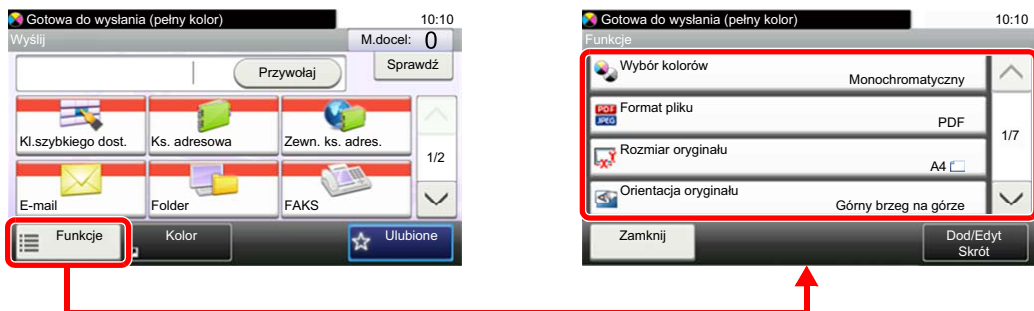 Gotowa do wysłania (pełny kolor)
10:10
Wyślij
M.docel: 0
Przywołaj
Sprawdź
Kl.szybkiego dost.
Ks. adresowa
Zewn. ks. adres.
1/2
E-mail
Folder
FAKS
Funkcje
Kolor
Ulubione
Gotowa do wysłania (pełny kolor)
10:10
Funkcje
Wybór kolorów
Monochromatyczny
PDF
JPEG
Format pliku
PDF
1/7
XY
Rozmiar oryginału
A4
A
Orientacja oryginału
Górny brzeg na górze
Zamknij
Dod/Edyt
Skrót